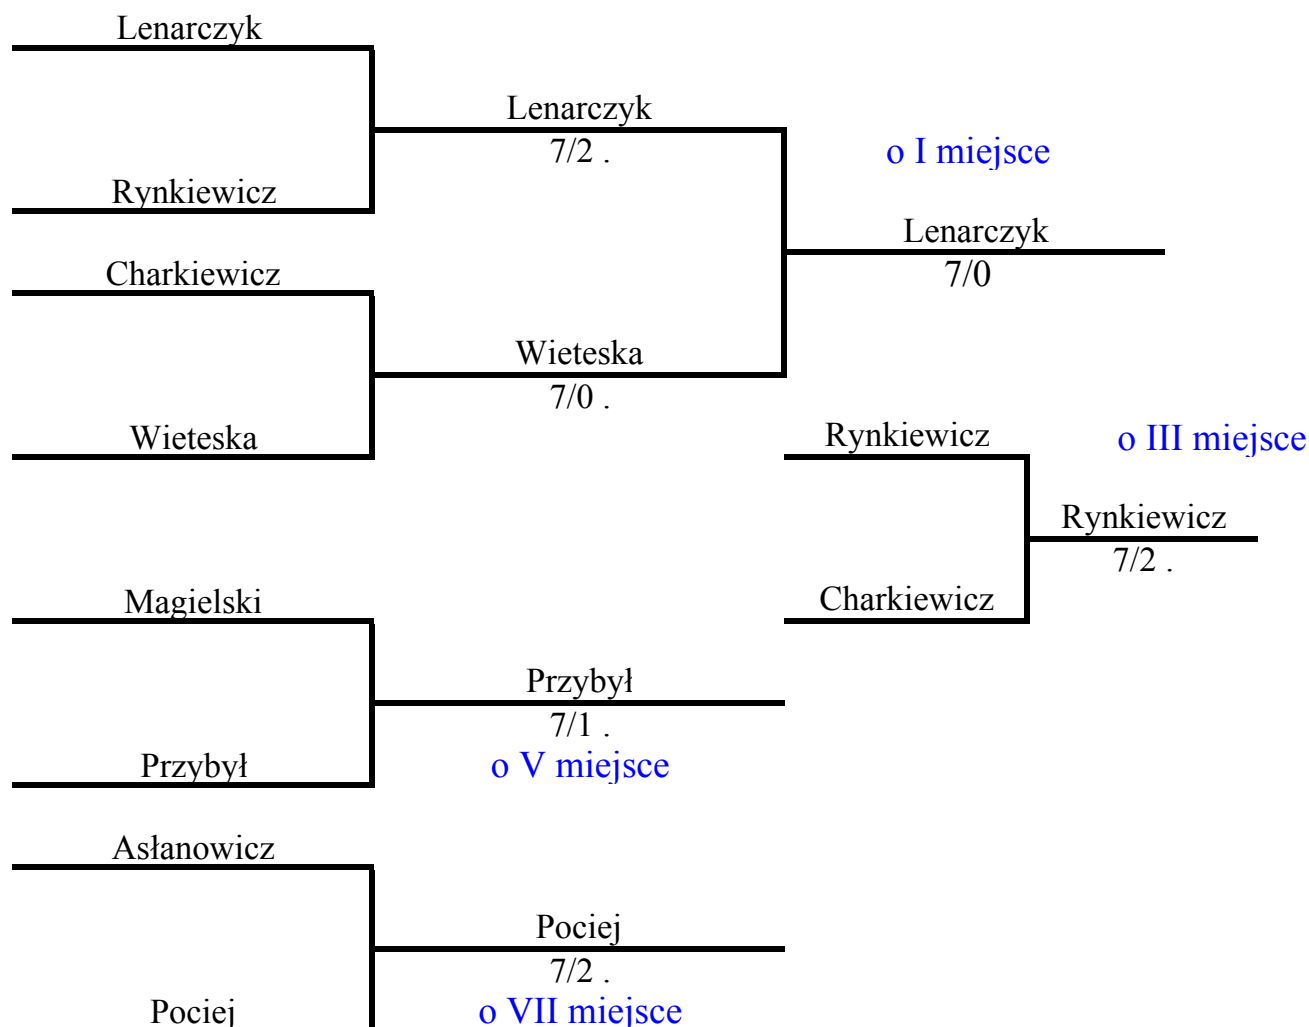 Lenarczyk
Lenarczyk
7/2 .
o I miejsce
Rynkiewicz
Lenarczyk
7/0
Charkiewicz
Wieteska
7/0 .
Wieteska
Rynkiewicz
o III miejsce
Rynkiewicz
7/2 .
Magielski
Charkiewicz
Przybył
7/1 .
Przybył
o V miejsce
Asłanowicz
Pociej
7/2 .
Pociej
o VII miejsce